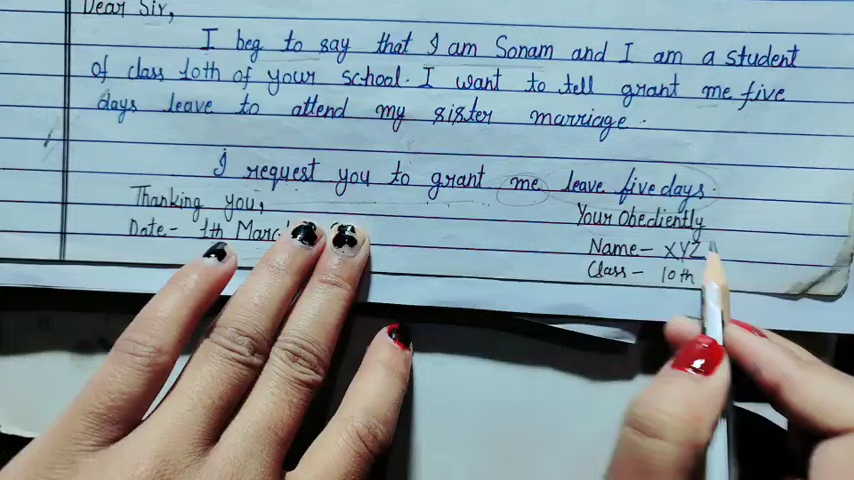 Dear Sir,
I beg to say that I am Sonam and I am a student
of class 10th of your school. I want to tell grant me five
days leave to attend my sister marriage.
I request you to grant me leave five days.
Thanking you,
Your Obediently
Date- 1th Marc
Name- XYZ
Class- 10th